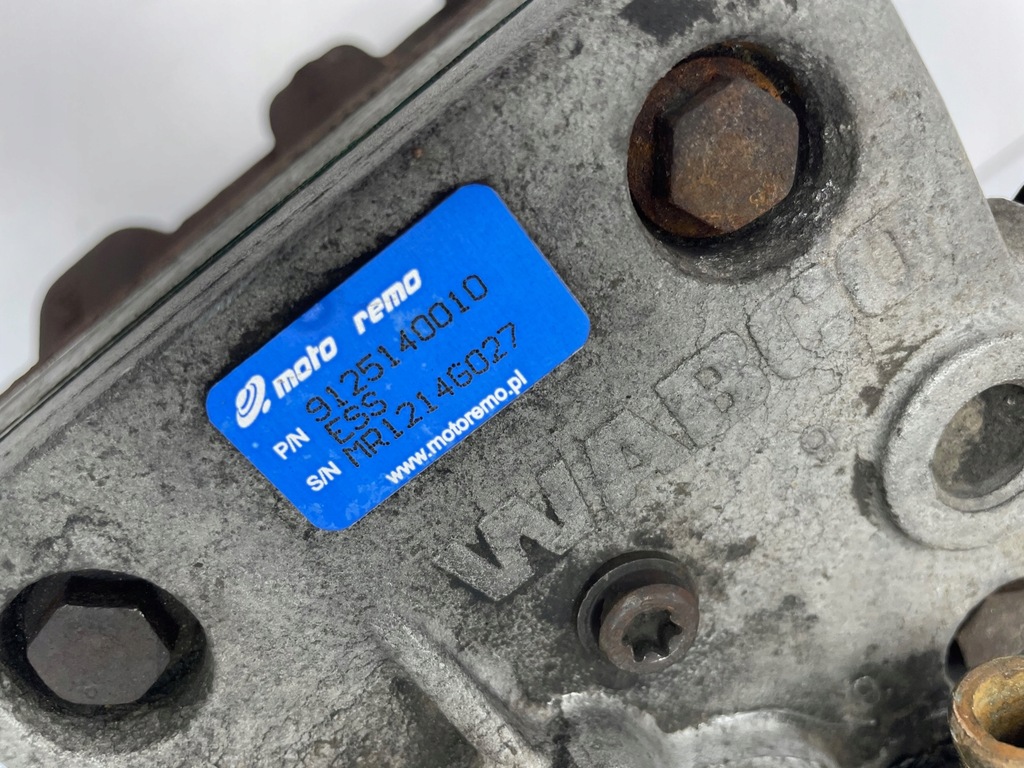 moto remo
P/N 9125140010
ESS
S/N MR12146027
www.motoremo.pl
WABCO